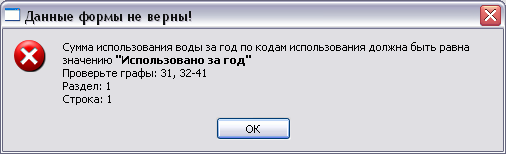 Данные формы не верны!
Сумма использования воды за год по кодам использования должна быть равна
значению "Использовано за год"
Проверьте графы: 31, 32-41
Раздел: 1
Строка: 1
ОК